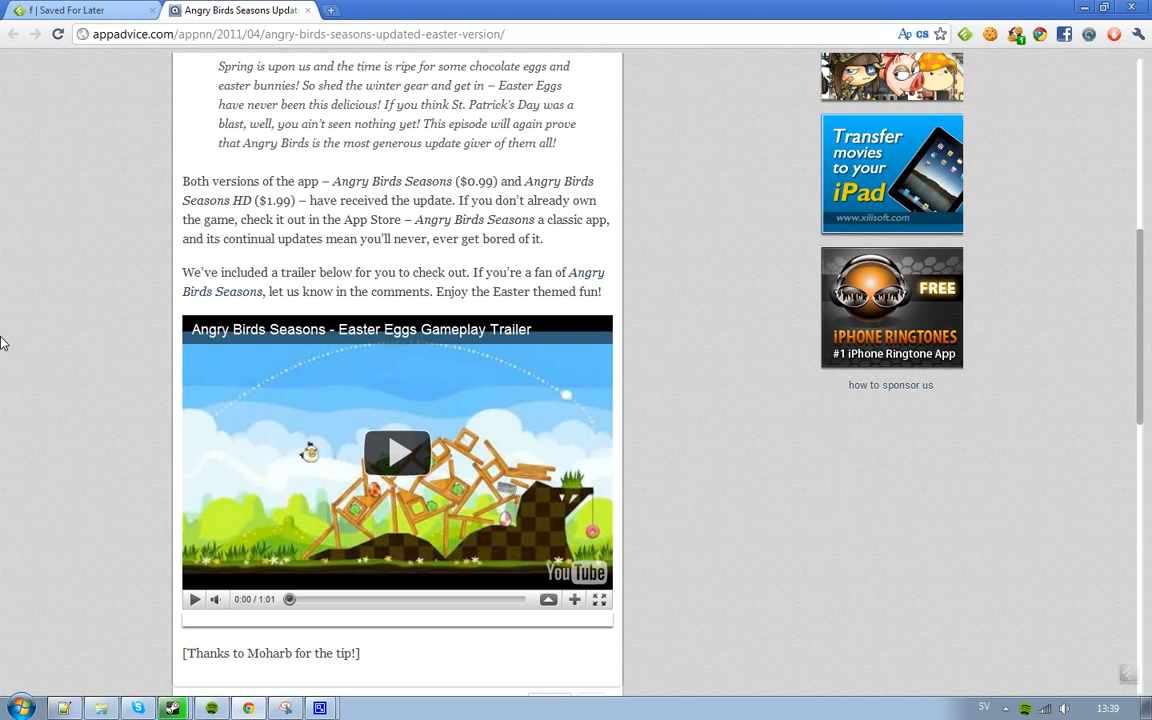 f | Saved For Later
Angry Birds Seasons Updat
appadvice.com/appnn/2011/04/angry-birds-seasons-updated-easter-version/
Spring is upon us and the time is ripe for some chocolate eggs and
easter bunnies! So shed the winter gear and get in – Easter Eggs
have never been this delicious! If you think St. Patrick's Day was a
blast, well, you ain't seen nothing yet! This episode will again prove
that Angry Birds is the most generous update giver of them all!
Both versions of the app – Angry Birds Seasons ($0.99) and Angry Birds
Seasons HD ($1.99) – have received the update. If you don't already own
the game, check it out in the App Store – Angry Birds Seasons a classic app,
and its continual updates mean you'll never, ever get bored of it.
We've included a trailer below for you to check out. If you're a fan of Angry
Birds Seasons, let us know in the comments. Enjoy the Easter themed fun!
Angry Birds Seasons - Easter Eggs Gameplay Trailer
YouTube
0:00 / 1:01
[Thanks to Moharb for the tip!]
Transfer
movies
to your
iPad
www.xilisoft.com
FREE
iPHONE RINGTONES
#1 iPhone Ringtone App
how to sponsor us
SV
13:39